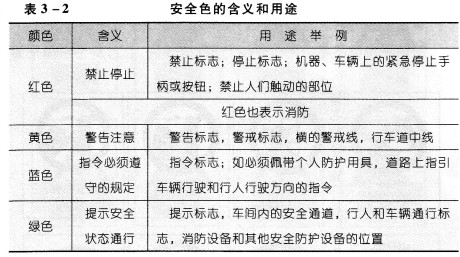 表 3-2 安全色的含义和用途
颜色 含义 用途举例
红色 禁止停止 禁止标志；停止标志；机器、车辆上的紧急停止手
柄或按钮；禁止人们触动的部位
红色也表示消防
黄色 警告注意 警告标志，警戒标志，横的警戒线，行车道中线
蓝色 指令必须遵 指令标志；如必须佩带个人防护用具，道路上指引
守的规定 车辆行驶和行人行驶方向的指令
绿色 提示安全 提示标志，车间内的安全通道，行人和车辆通行标
状态通行 志，消防设备和其他安全防护设备的位置